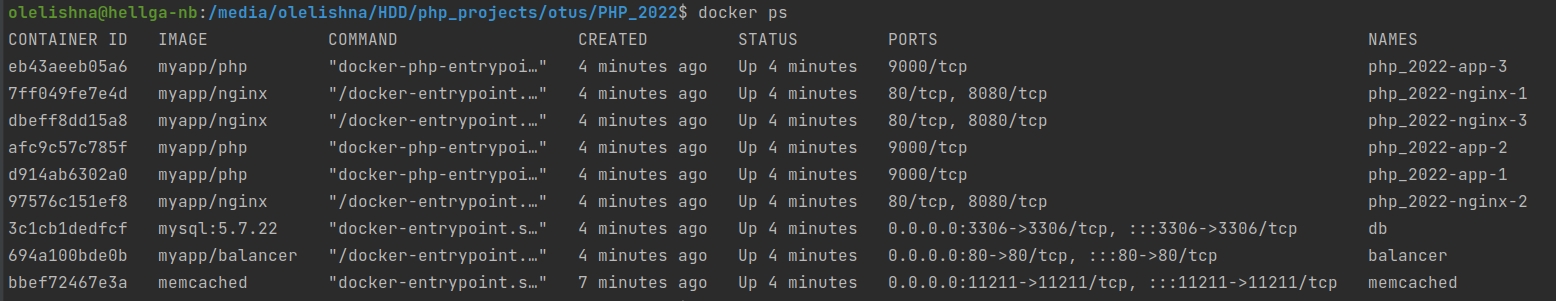 olelishna@hellga-nb:/media/olelishna/HDD/php_projects/otus/PHP_2022$ docker ps
CONTAINER ID   IMAGE            COMMAND                  CREATED         STATUS         PORTS                                           NAMES
eb43aeeb05a6   myapp/php        "docker-php-entrypoi…"   4 minutes ago   Up 4 minutes   9000/tcp                                        php_2022-app-3
7ff049fe7e4d   myapp/nginx      "/docker-entrypoint.…"   4 minutes ago   Up 4 minutes   80/tcp, 8080/tcp                                php_2022-nginx-1
dbeff8dd15a8   myapp/nginx      "/docker-entrypoint.…"   4 minutes ago   Up 4 minutes   80/tcp, 8080/tcp                                php_2022-nginx-3
afc9c57c785f   myapp/php        "docker-php-entrypoi…"   4 minutes ago   Up 4 minutes   9000/tcp                                        php_2022-app-2
d914ab6302a0   myapp/php        "docker-php-entrypoi…"   4 minutes ago   Up 4 minutes   9000/tcp                                        php_2022-app-1
97576c151ef8   myapp/nginx      "/docker-entrypoint.…"   4 minutes ago   Up 4 minutes   80/tcp, 8080/tcp                                php_2022-nginx-2
3c1cb1dedfcf   mysql:5.7.22     "docker-entrypoint.s…"   4 minutes ago   Up 4 minutes   0.0.0.0:3306->3306/tcp, :::3306->3306/tcp       db
694a100bde0b   myapp/balancer   "/docker-entrypoint.…"   4 minutes ago   Up 4 minutes   0.0.0.0:80->80/tcp, :::80->80/tcp               balancer
bbef72467e3a   memcached        "docker-entrypoint.s…"   7 minutes ago   Up 4 minutes   0.0.0.0:11211->11211/tcp, :::11211->11211/tcp   memcached